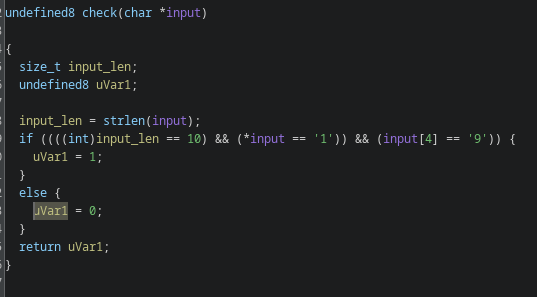 undefined8 check(char *input)
{
size_t input_len;
undefined8 uVar1;
input_len = strlen(input);
if ((((int)input_len == 10) && (*input == '1')) && (input[4] == '9')) {
uVar1 = 1;
}
else {
uVar1 = 0;
}
return uVar1;
}